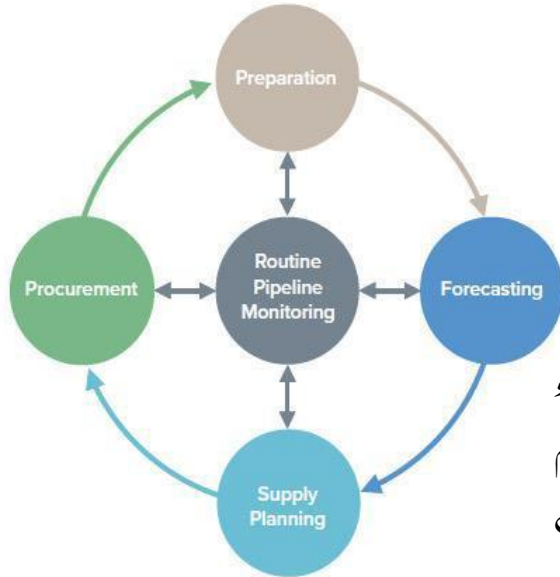 Preparation
Procurement
Routine
Pipeline
Monitoring
Forecasting
Supply
Planning